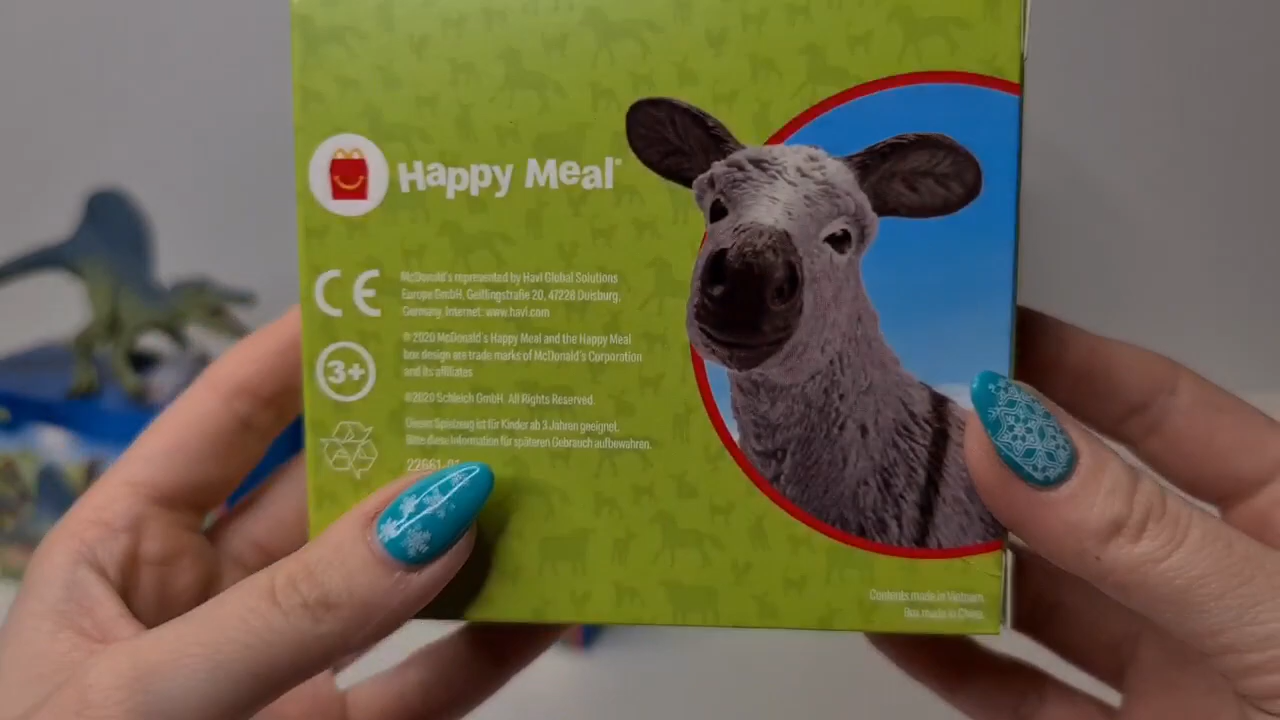 Happy Meal
CE
McDonald's represented by Havi Global Solutions
Europe GmbH, Geitlingstraße 20, 47228 Duisburg,
Germany, Internet: www.havi.com
3+
© 2020 McDonald's Happy Meal and the Happy Meal
box design are trade marks of McDonald's Corporation
and its affiliates
©2020 Schleich GmbH. All Rights Reserved.
Dieses Spielzeug ist für Kinder ab 3 Jahren geeignet.
Bitte diese Information für späteren Gebrauch aufbewahren.
22661-01
Contents made in Vietnam.
Box made in China.